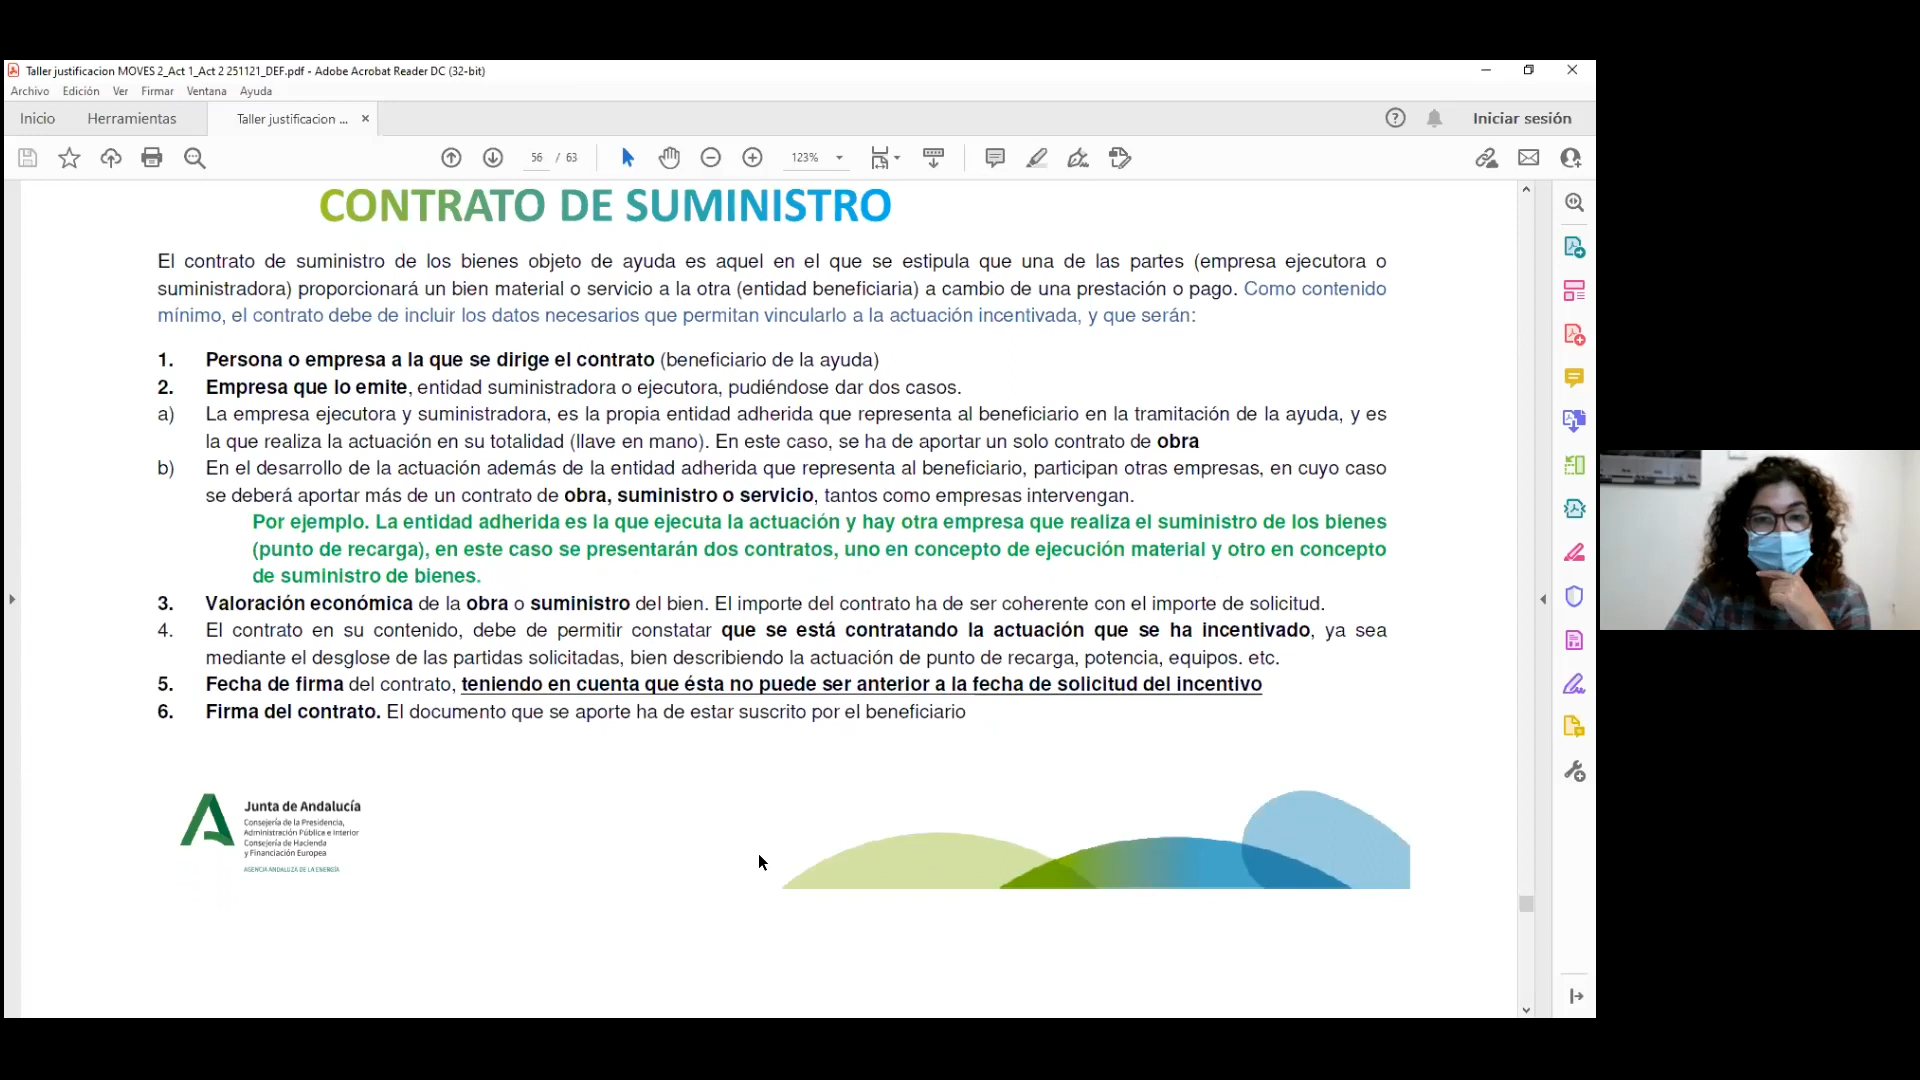 Taller justificacion MOVES 2_Act 1_Act 2 251121_DEF.pdf - Adobe Acrobat Reader DC (32-bit)
Archivo Edición Ver Firmar Ventana Ayuda
Inicio Herramientas Taller justificacion ... × Iniciar sesión
56 / 63 123%
CONTRATO DE SUMINISTRO
El contrato de suministro de los bienes objeto de ayuda es aquel en el que se estipula que una de las partes (empresa ejecutora o
suministradora) proporcionará un bien material o servicio a la otra (entidad beneficiaria) a cambio de una prestación o pago. Como contenido
mínimo, el contrato debe de incluir los datos necesarios que permitan vincularlo a la actuación incentivada, y que serán:
1. Persona o empresa a la que se dirige el contrato (beneficiario de la ayuda)
2. Empresa que lo emite, entidad suministradora o ejecutora, pudiéndose dar dos casos.
a) La empresa ejecutora y suministradora, es la propia entidad adherida que representa al beneficiario en la tramitación de la ayuda, y es
la que realiza la actuación en su totalidad (llave en mano). En este caso, se ha de aportar un solo contrato de obra
b) En el desarrollo de la actuación además de la entidad adherida que representa al beneficiario, participan otras empresas, en cuyo caso
se deberá aportar más de un contrato de obra, suministro o servicio, tantos como empresas intervengan.
Por ejemplo. La entidad adherida es la que ejecuta la actuación y hay otra empresa que realiza el suministro de los bienes
(punto de recarga), en este caso se presentarán dos contratos, uno en concepto de ejecución material y otro en concepto
de suministro de bienes.
3. Valoración económica de la obra o suministro del bien. El importe del contrato ha de ser coherente con el importe de solicitud.
4. El contrato en su contenido, debe de permitir constatar que se está contratando la actuación que se ha incentivado, ya sea
mediante el desglose de las partidas solicitadas, bien describiendo la actuación de punto de recarga, potencia, equipos. etc.
5. Fecha de firma del contrato, teniendo en cuenta que ésta no puede ser anterior a la fecha de solicitud del incentivo
6. Firma del contrato. El documento que se aporte ha de estar suscrito por el beneficiario
Junta de Andalucía
Consejería de la Presidencia,
Administración Pública e Interior
Consejería de Hacienda
y Financiación Europea
AGENCIA ANDALUZA DE LA ENERGÍA